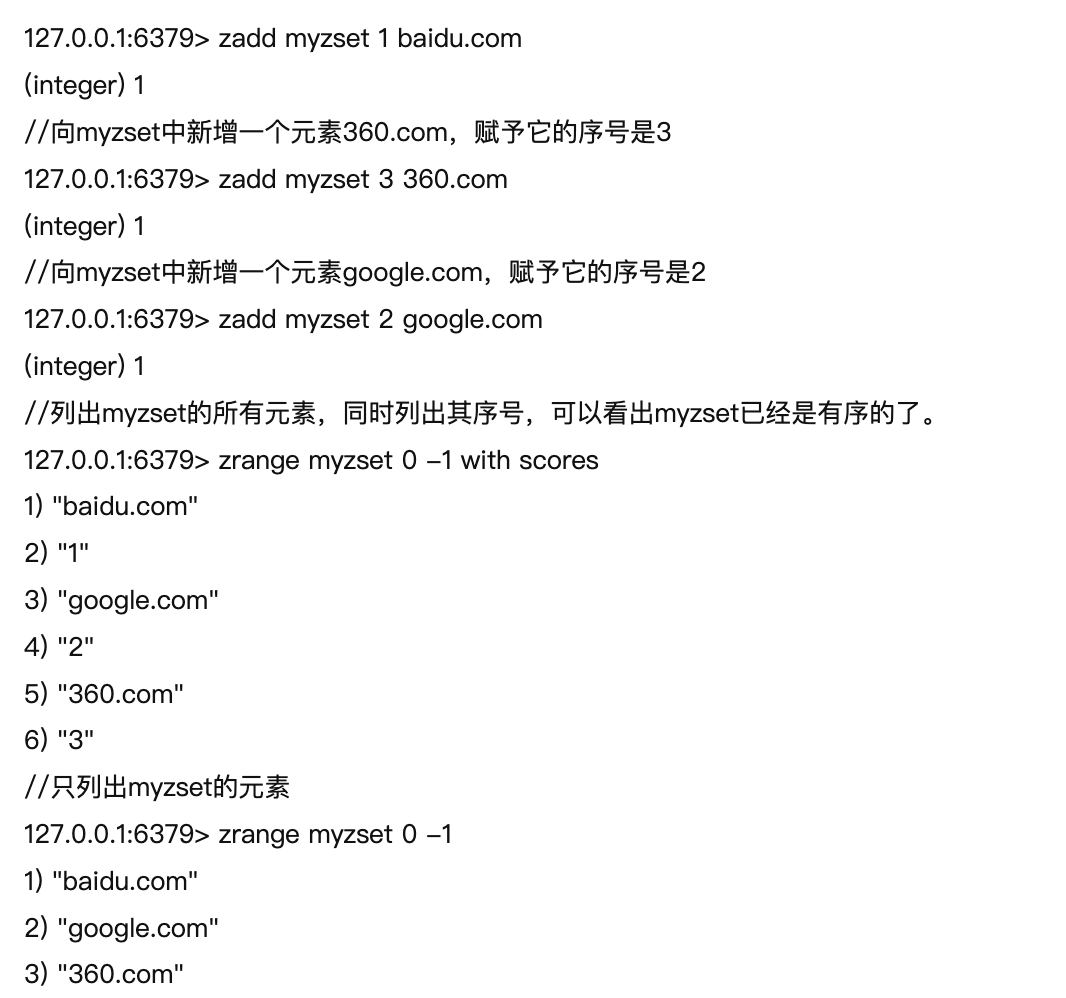 127.0.0.1:6379> zadd myzset 1 baidu.com
(integer) 1
//向myzset中新增一个元素360.com，赋予它的序号是3
127.0.0.1:6379> zadd myzset 3 360.com
(integer) 1
//向myzset中新增一个元素google.com，赋予它的序号是2
127.0.0.1:6379> zadd myzset 2 google.com
(integer) 1
//列出myzset的所有元素，同时列出其序号，可以看出myzset已经是有序的了。
127.0.0.1:6379> zrange myzset 0 -1 with scores
1) "baidu.com"
2) "1"
3) "google.com"
4) "2"
5) "360.com"
6) "3"
//只列出myzset的元素
127.0.0.1:6379> zrange myzset 0 -1
1) "baidu.com"
2) "google.com"
3) "360.com"